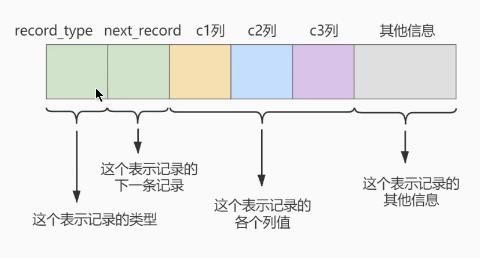 record_type next_record c1列 c2列 c3列 其他信息
这个表示记录的
下一条记录
这个表示记录的类型
这个表示记录的
各个列值
这个表示记录的
其他信息